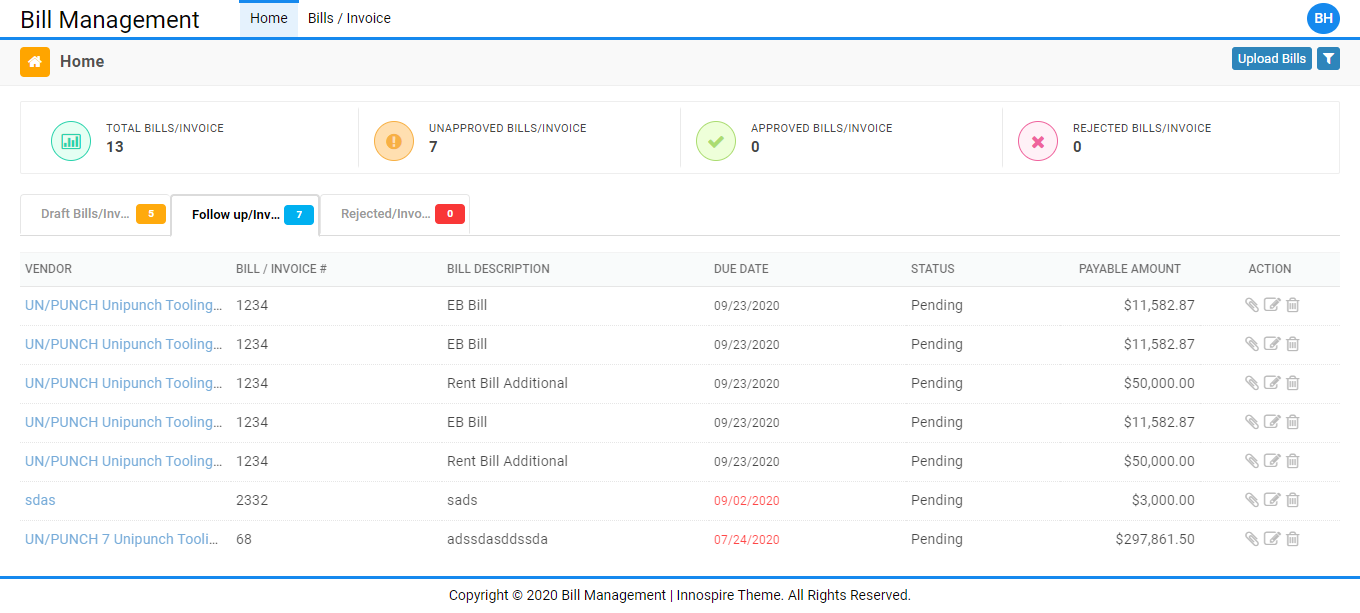 Bill Management Home Bills / Invoice BH
Home Upload Bills
TOTAL BILLS/INVOICE UNAPPROVED BILLS/INVOICE APPROVED BILLS/INVOICE REJECTED BILLS/INVOICE
13 7 0 0
Draft Bills/Inv... 5 Follow up/Inv... 7 Rejected/Invo... 0
VENDOR BILL / INVOICE # BILL DESCRIPTION DUE DATE STATUS PAYABLE AMOUNT ACTION
UN/PUNCH Unipunch Tooling... 1234 EB Bill 09/23/2020 Pending $11,582.87
UN/PUNCH Unipunch Tooling... 1234 EB Bill 09/23/2020 Pending $11,582.87
UN/PUNCH Unipunch Tooling... 1234 Rent Bill Additional 09/23/2020 Pending $50,000.00
UN/PUNCH Unipunch Tooling... 1234 EB Bill 09/23/2020 Pending $11,582.87
UN/PUNCH Unipunch Tooling... 1234 Rent Bill Additional 09/23/2020 Pending $50,000.00
sdas 2332 sads 09/02/2020 Pending $3,000.00
UN/PUNCH 7 Unipunch Tooli... 68 adssdasddssda 07/24/2020 Pending $297,861.50
Copyright © 2020 Bill Management | Innospire Theme. All Rights Reserved.